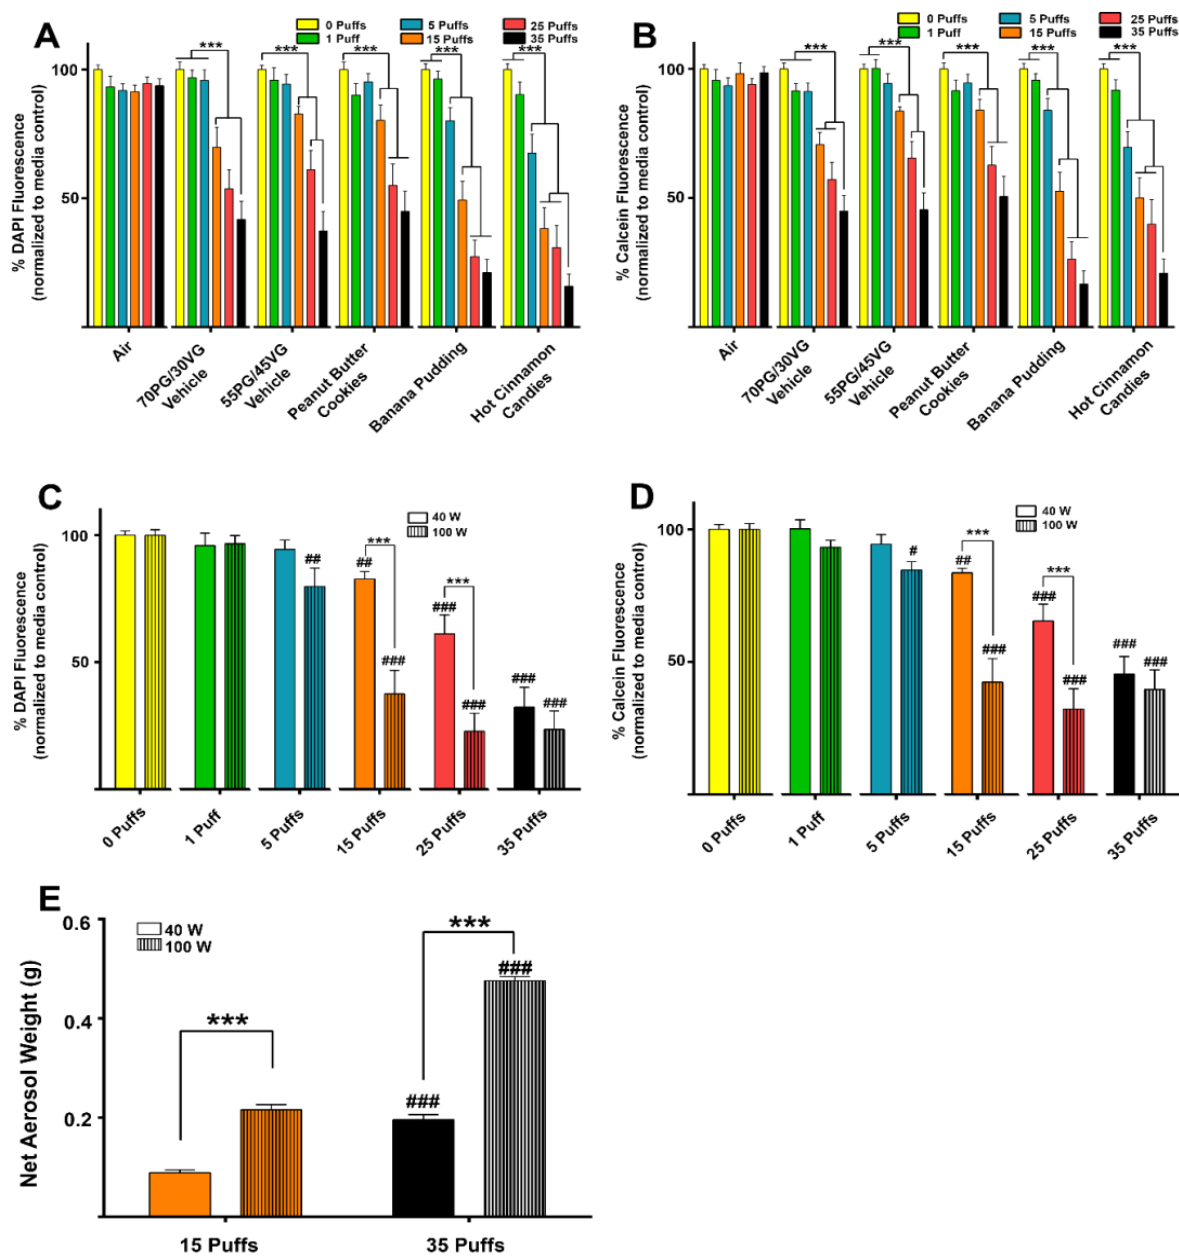 A
0 Puffs
5 Puffs
25 Puffs
1 Puff
15 Puffs
35 Puffs
% DAPI Fluorescence
(normalized to media control)
100
50
***
***
***
***
***
Air
70PG/30VG
Vehicle
55PG/45VG
Vehicle
Peanut Butter
Cookies
Banana Pudding
Hot Cinnamon
Candies
B
0 Puffs
5 Puffs
25 Puffs
1 Puff
15 Puffs
35 Puffs
% Calcein Fluorescence
(normalized to media control)
100
50
***
***
***
***
***
Air
70PG/30VG
Vehicle
55PG/45VG
Vehicle
Peanut Butter
Cookies
Banana Pudding
Hot Cinnamon
Candies
C
40 W
100 W
% DAPI Fluorescence
(normalized to media control)
100
50
##
##
***
###
***
###
###
###
###
0 Puffs
1 Puff
5 Puffs
15 Puffs
25 Puffs
35 Puffs
D
40 W
100 W
% Calcein Fluorescence
(normalized to media control)
100
50
#
##
***
###
***
###
###
###
###
0 Puffs
1 Puff
5 Puffs
15 Puffs
25 Puffs
35 Puffs
E
40 W
100 W
Net Aerosol Weight (g)
0.6
0.4
0.2
***
***
###
###
15 Puffs
35 Puffs